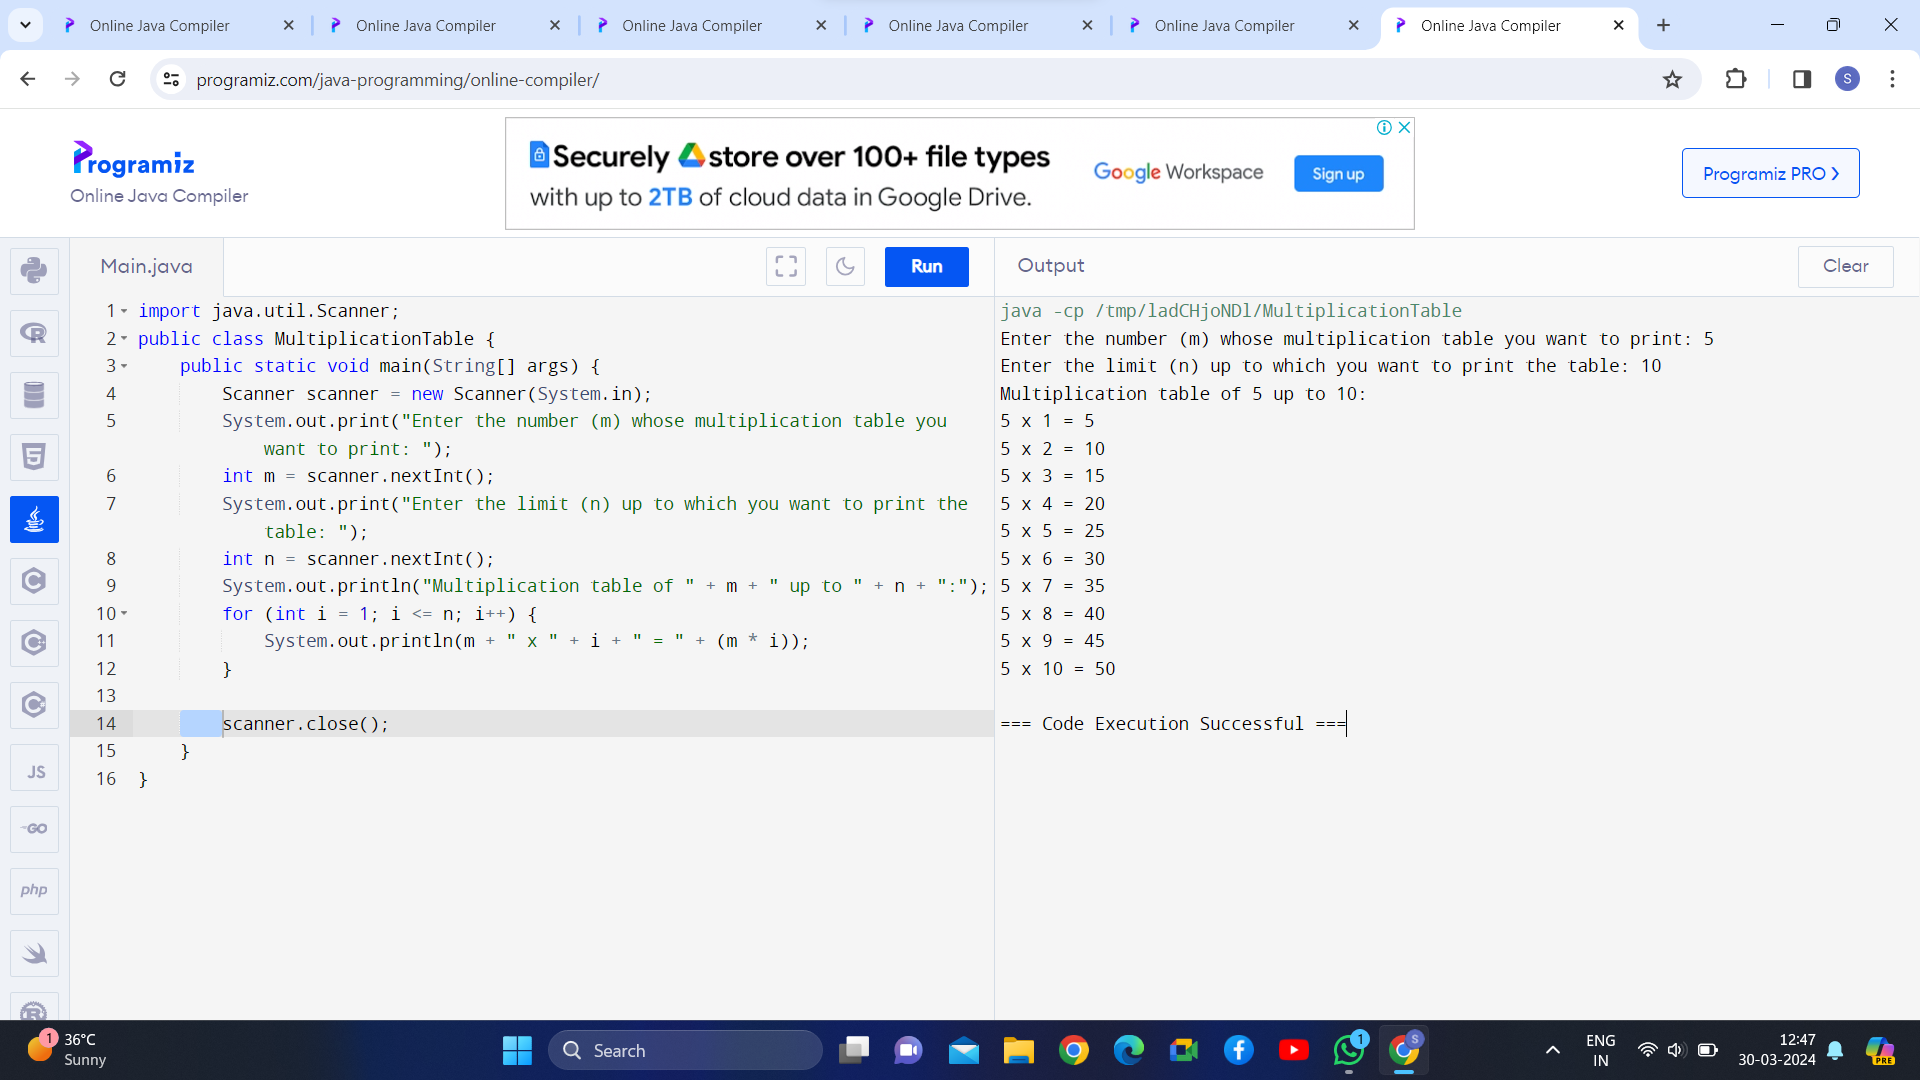 Online Java Compiler
Online Java Compiler
Online Java Compiler
Online Java Compiler
Online Java Compiler
Online Java Compiler
programiz.com/java-programming/online-compiler/
S
Programiz
Online Java Compiler
Securely store over 100+ file types
with up to 2TB of cloud data in Google Drive.
Google Workspace
Sign up
Programiz PRO
Main.java
Run
Output
Clear
1 import java.util.Scanner;
2 public class MultiplicationTable {
3 public static void main(String[] args) {
4 Scanner scanner = new Scanner(System.in);
5 System.out.print("Enter the number (m) whose multiplication table you
want to print: ");
6 int m = scanner.nextInt();
7 System.out.print("Enter the limit (n) up to which you want to print the
table: ");
8 int n = scanner.nextInt();
9 System.out.println("Multiplication table of " + m + " up to " + n + ":");
10 for (int i = 1; i <= n; i++) {
11 System.out.println(m + " x " + i + " = " + (m * i));
12 }
13
14 scanner.close();
15 }
16 }
java -cp /tmp/ladCHjoNDl/MultiplicationTable
Enter the number (m) whose multiplication table you want to print: 5
Enter the limit (n) up to which you want to print the table: 10
Multiplication table of 5 up to 10:
5 x 1 = 5
5 x 2 = 10
5 x 3 = 15
5 x 4 = 20
5 x 5 = 25
5 x 6 = 30
5 x 7 = 35
5 x 8 = 40
5 x 9 = 45
5 x 10 = 50
=== Code Execution Successful ===
R
5
C
C
C
JS
GO
php
R
1
36°C
Sunny
Search
1
S
ENG
IN
12:47
30-03-2024
PRE